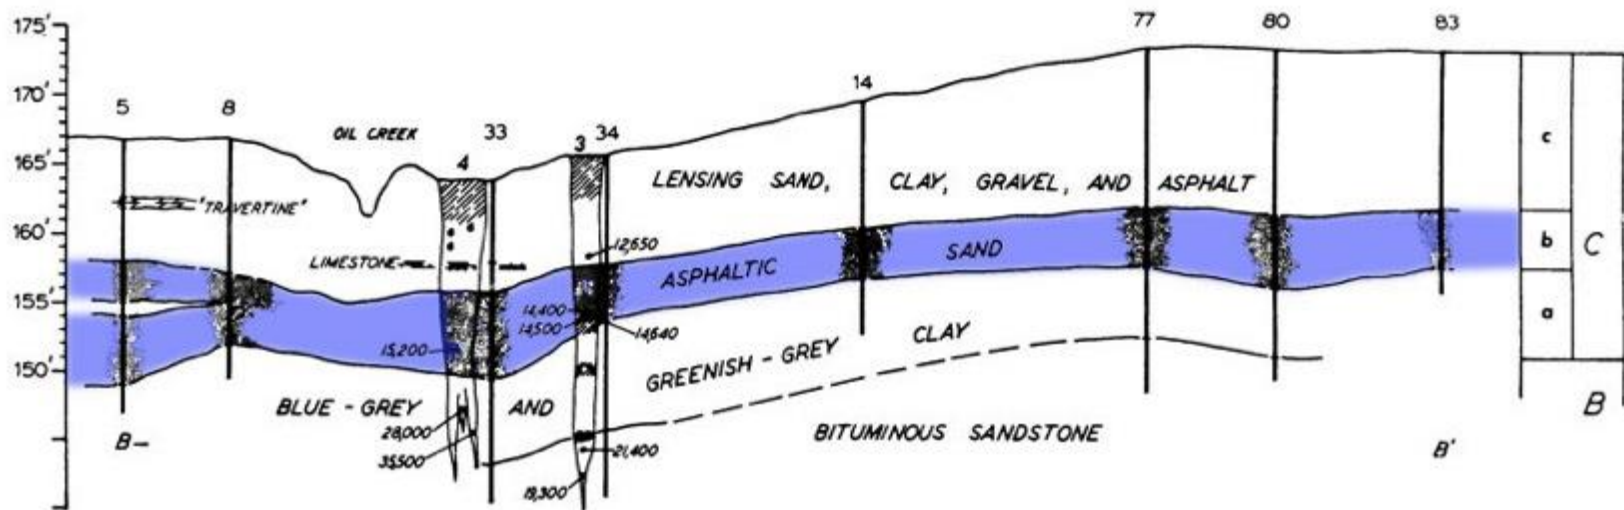 175'
170'
165'
160'
155'
150'
5
8
OIL CREEK
4
33
3
34
14
77
80
83
"TRAVERTINE"
LENSING SAND, CLAY, GRAVEL, AND ASPHALT
LIMESTONE
12,650
ASPHALTIC SAND
14,400
14,500
14,640
15,200
BLUE - GREY AND GREENISH - GREY CLAY
28,000
35,500
21,400
19,300
BITUMINOUS SANDSTONE
B-
B'
c
b
a
C
B